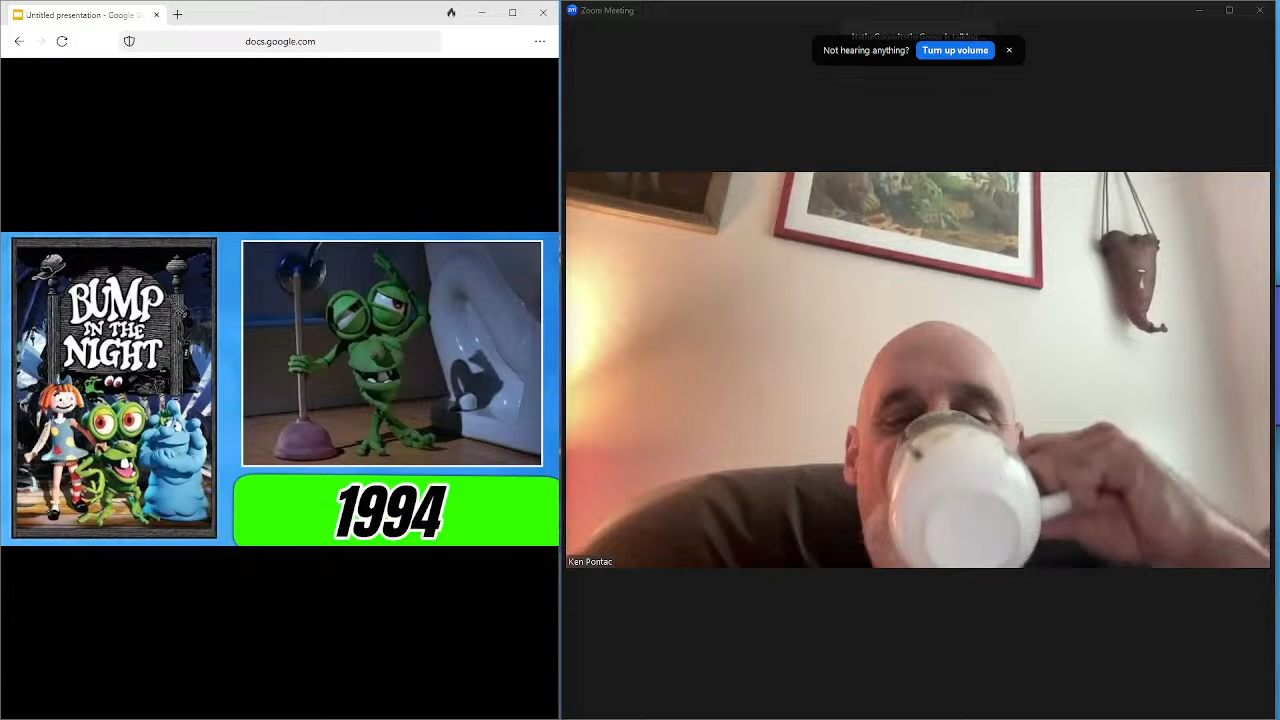 Untitled presentation - Google Sl
docs.google.com
BUMP
IN THE
NIGHT
1994
Zoom Meeting
Not hearing anything?
Turn up volume
Ken Pontac